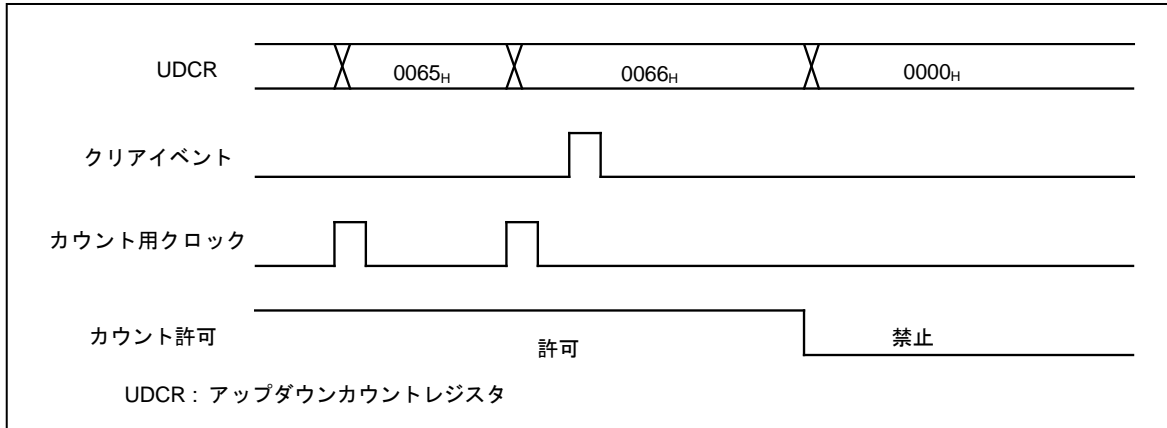 UDCR 0065H 0066H 0000H
クリアイベント
カウント用クロック
カウント許可 許可 禁止
UDCR : アップダウンカウントレジスタ